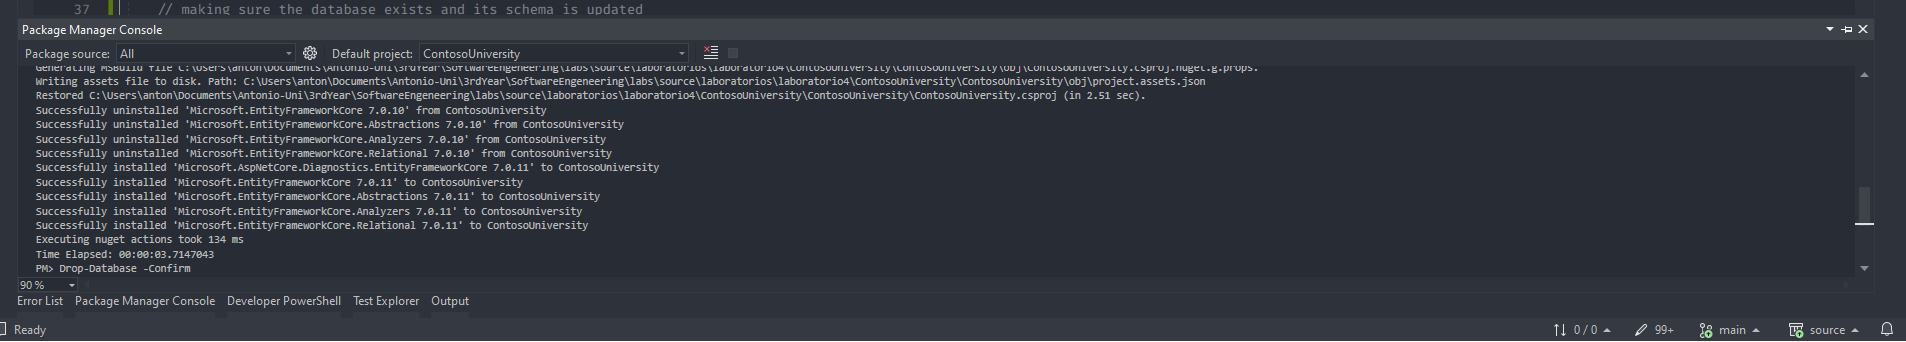 37 // making sure the database exists and its schema is updated
Package Manager Console
Package source: All Default project: ContosoUniversity
Generating MSBuild file C:\Users\anton\Documents\Antonio-Uni\3rdYear\SoftwareEngeneering\labs\source\laboratorios\laboratorio4\ContosoUniversity\ContosoUniversity\obj\ContosoUniversity.csproj.nuget.g.props.
Writing assets file to disk. Path: C:\Users\anton\Documents\Antonio-Uni\3rdYear\SoftwareEngeneering\labs\source\laboratorios\laboratorio4\ContosoUniversity\ContosoUniversity\obj\project.assets.json
Restored C:\Users\anton\Documents\Antonio-Uni\3rdYear\SoftwareEngeneering\labs\source\laboratorios\laboratorio4\ContosoUniversity\ContosoUniversity\ContosoUniversity.csproj (in 2.51 sec).
Successfully uninstalled 'Microsoft.EntityFrameworkCore 7.0.10' from ContosoUniversity
Successfully uninstalled 'Microsoft.EntityFrameworkCore.Abstractions 7.0.10' from ContosoUniversity
Successfully uninstalled 'Microsoft.EntityFrameworkCore.Analyzers 7.0.10' from ContosoUniversity
Successfully uninstalled 'Microsoft.EntityFrameworkCore.Relational 7.0.10' from ContosoUniversity
Successfully installed 'Microsoft.AspNetCore.Diagnostics.EntityFrameworkCore 7.0.11' to ContosoUniversity
Successfully installed 'Microsoft.EntityFrameworkCore 7.0.11' to ContosoUniversity
Successfully installed 'Microsoft.EntityFrameworkCore.Abstractions 7.0.11' to ContosoUniversity
Successfully installed 'Microsoft.EntityFrameworkCore.Analyzers 7.0.11' to ContosoUniversity
Successfully installed 'Microsoft.EntityFrameworkCore.Relational 7.0.11' to ContosoUniversity
Executing nuget actions took 134 ms
Time Elapsed: 00:00:03.7147043
PM> Drop-Database -Confirm
90 %
Error List Package Manager Console Developer PowerShell Test Explorer Output
Ready 0 / 0 99+ main source